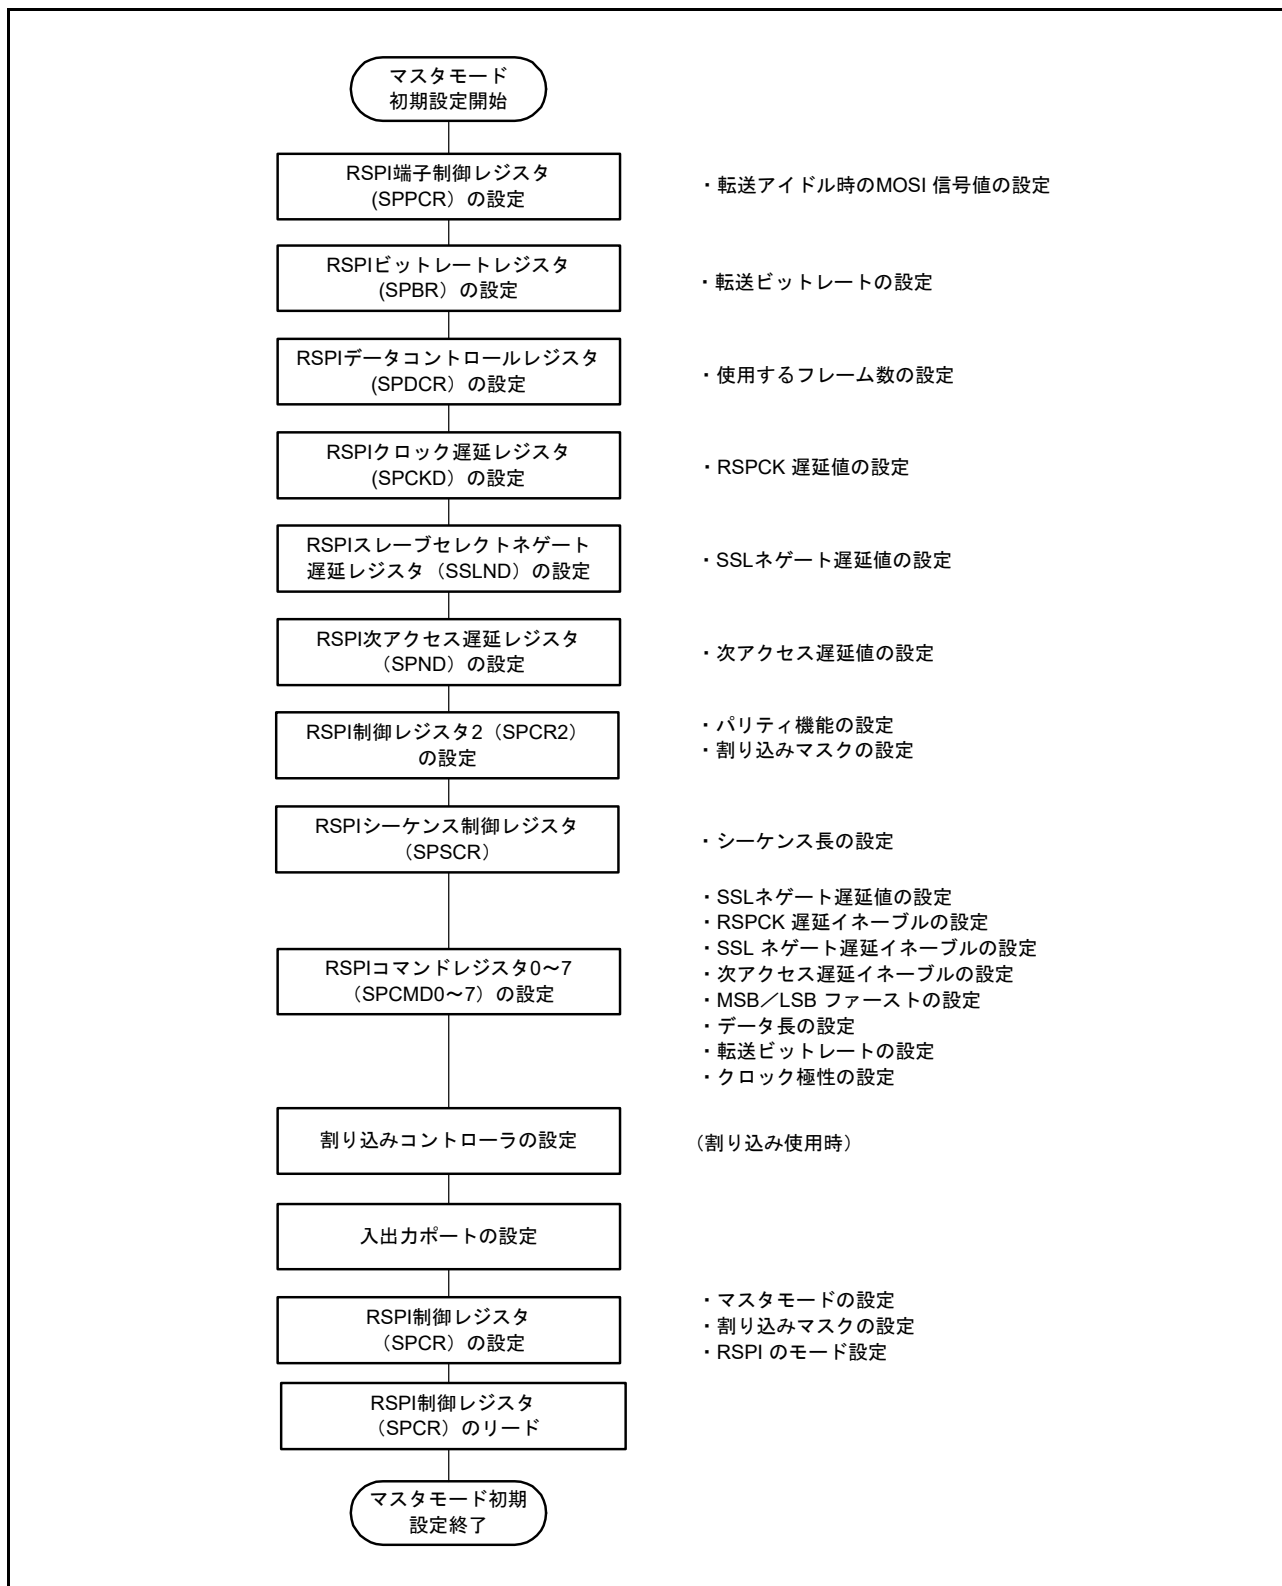 マスタモード
初期設定開始
RSPI端子制御レジスタ
(SPPCR）の設定
・転送アイドル時のMOSI 信号値の設定
RSPIビットレートレジスタ
(SPBR）の設定
・転送ビットレートの設定
RSPIデータコントロールレジスタ
(SPDCR）の設定
・使用するフレーム数の設定
RSPIクロック遅延レジスタ
(SPCKD）の設定
・RSPCK 遅延値の設定
RSPIスレーブセレクトネゲート
遅延レジスタ（SSLND）の設定
・SSLネゲート遅延値の設定
RSPI次アクセス遅延レジスタ
（SPND）の設定
・次アクセス遅延値の設定
RSPI制御レジスタ2（SPCR2）
の設定
・パリティ機能の設定
・割り込みマスクの設定
RSPIシーケンス制御レジスタ
（SPSCR）
・シーケンス長の設定
RSPIコマンドレジスタ0～7
（SPCMD0～7）の設定
・SSLネゲート遅延値の設定
・RSPCK 遅延イネーブルの設定
・SSL ネゲート遅延イネーブルの設定
・次アクセス遅延イネーブルの設定
・MSB／LSB ファーストの設定
・データ長の設定
・転送ビットレートの設定
・クロック極性の設定
割り込みコントローラの設定
（割り込み使用時）
入出力ポートの設定
RSPI制御レジスタ
（SPCR）の設定
・マスタモードの設定
・割り込みマスクの設定
・RSPI のモード設定
RSPI制御レジスタ
（SPCR）のリード
マスタモード初期
設定終了